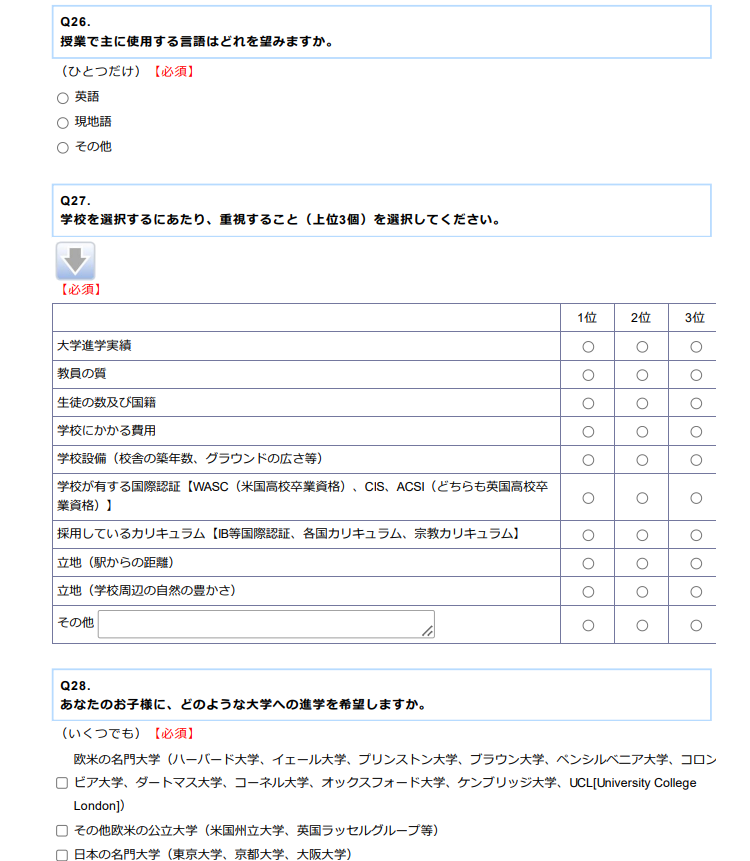 Q26.
授業で主に使用する言語はどれを望みますか。
（ひとつだけ）【必須】
英語
現地語
その他
Q27.
学校を選択するにあたり、重視すること（上位3個）を選択してください。
【必須】
1位 2位 3位
大学進学実績
教員の質
生徒の数及び国籍
学校にかかる費用
学校設備（校舎の築年数、グラウンドの広さ等）
学校が有する国際認証【WASC（米国高校卒業資格）、CIS、ACSI（どちらも英国高校卒
業資格）】
採用しているカリキュラム【IB等国際認証、各国カリキュラム、宗教カリキュラム】
立地（駅からの距離）
立地（学校周辺の自然の豊かさ）
その他
Q28.
あなたのお子様に、どのような大学への進学を希望しますか。
（いくつでも）【必須】
欧米の名門大学（ハーバード大学、イェール大学、プリンストン大学、ブラウン大学、ペンシルベニア大学、コロン
ビア大学、ダートマス大学、コーネル大学、オックスフォード大学、ケンブリッジ大学、UCL[University College
London]）
その他欧米の公立大学（米国州立大学、英国ラッセルグループ等）
日本の名門大学（東京大学、京都大学、大阪大学）